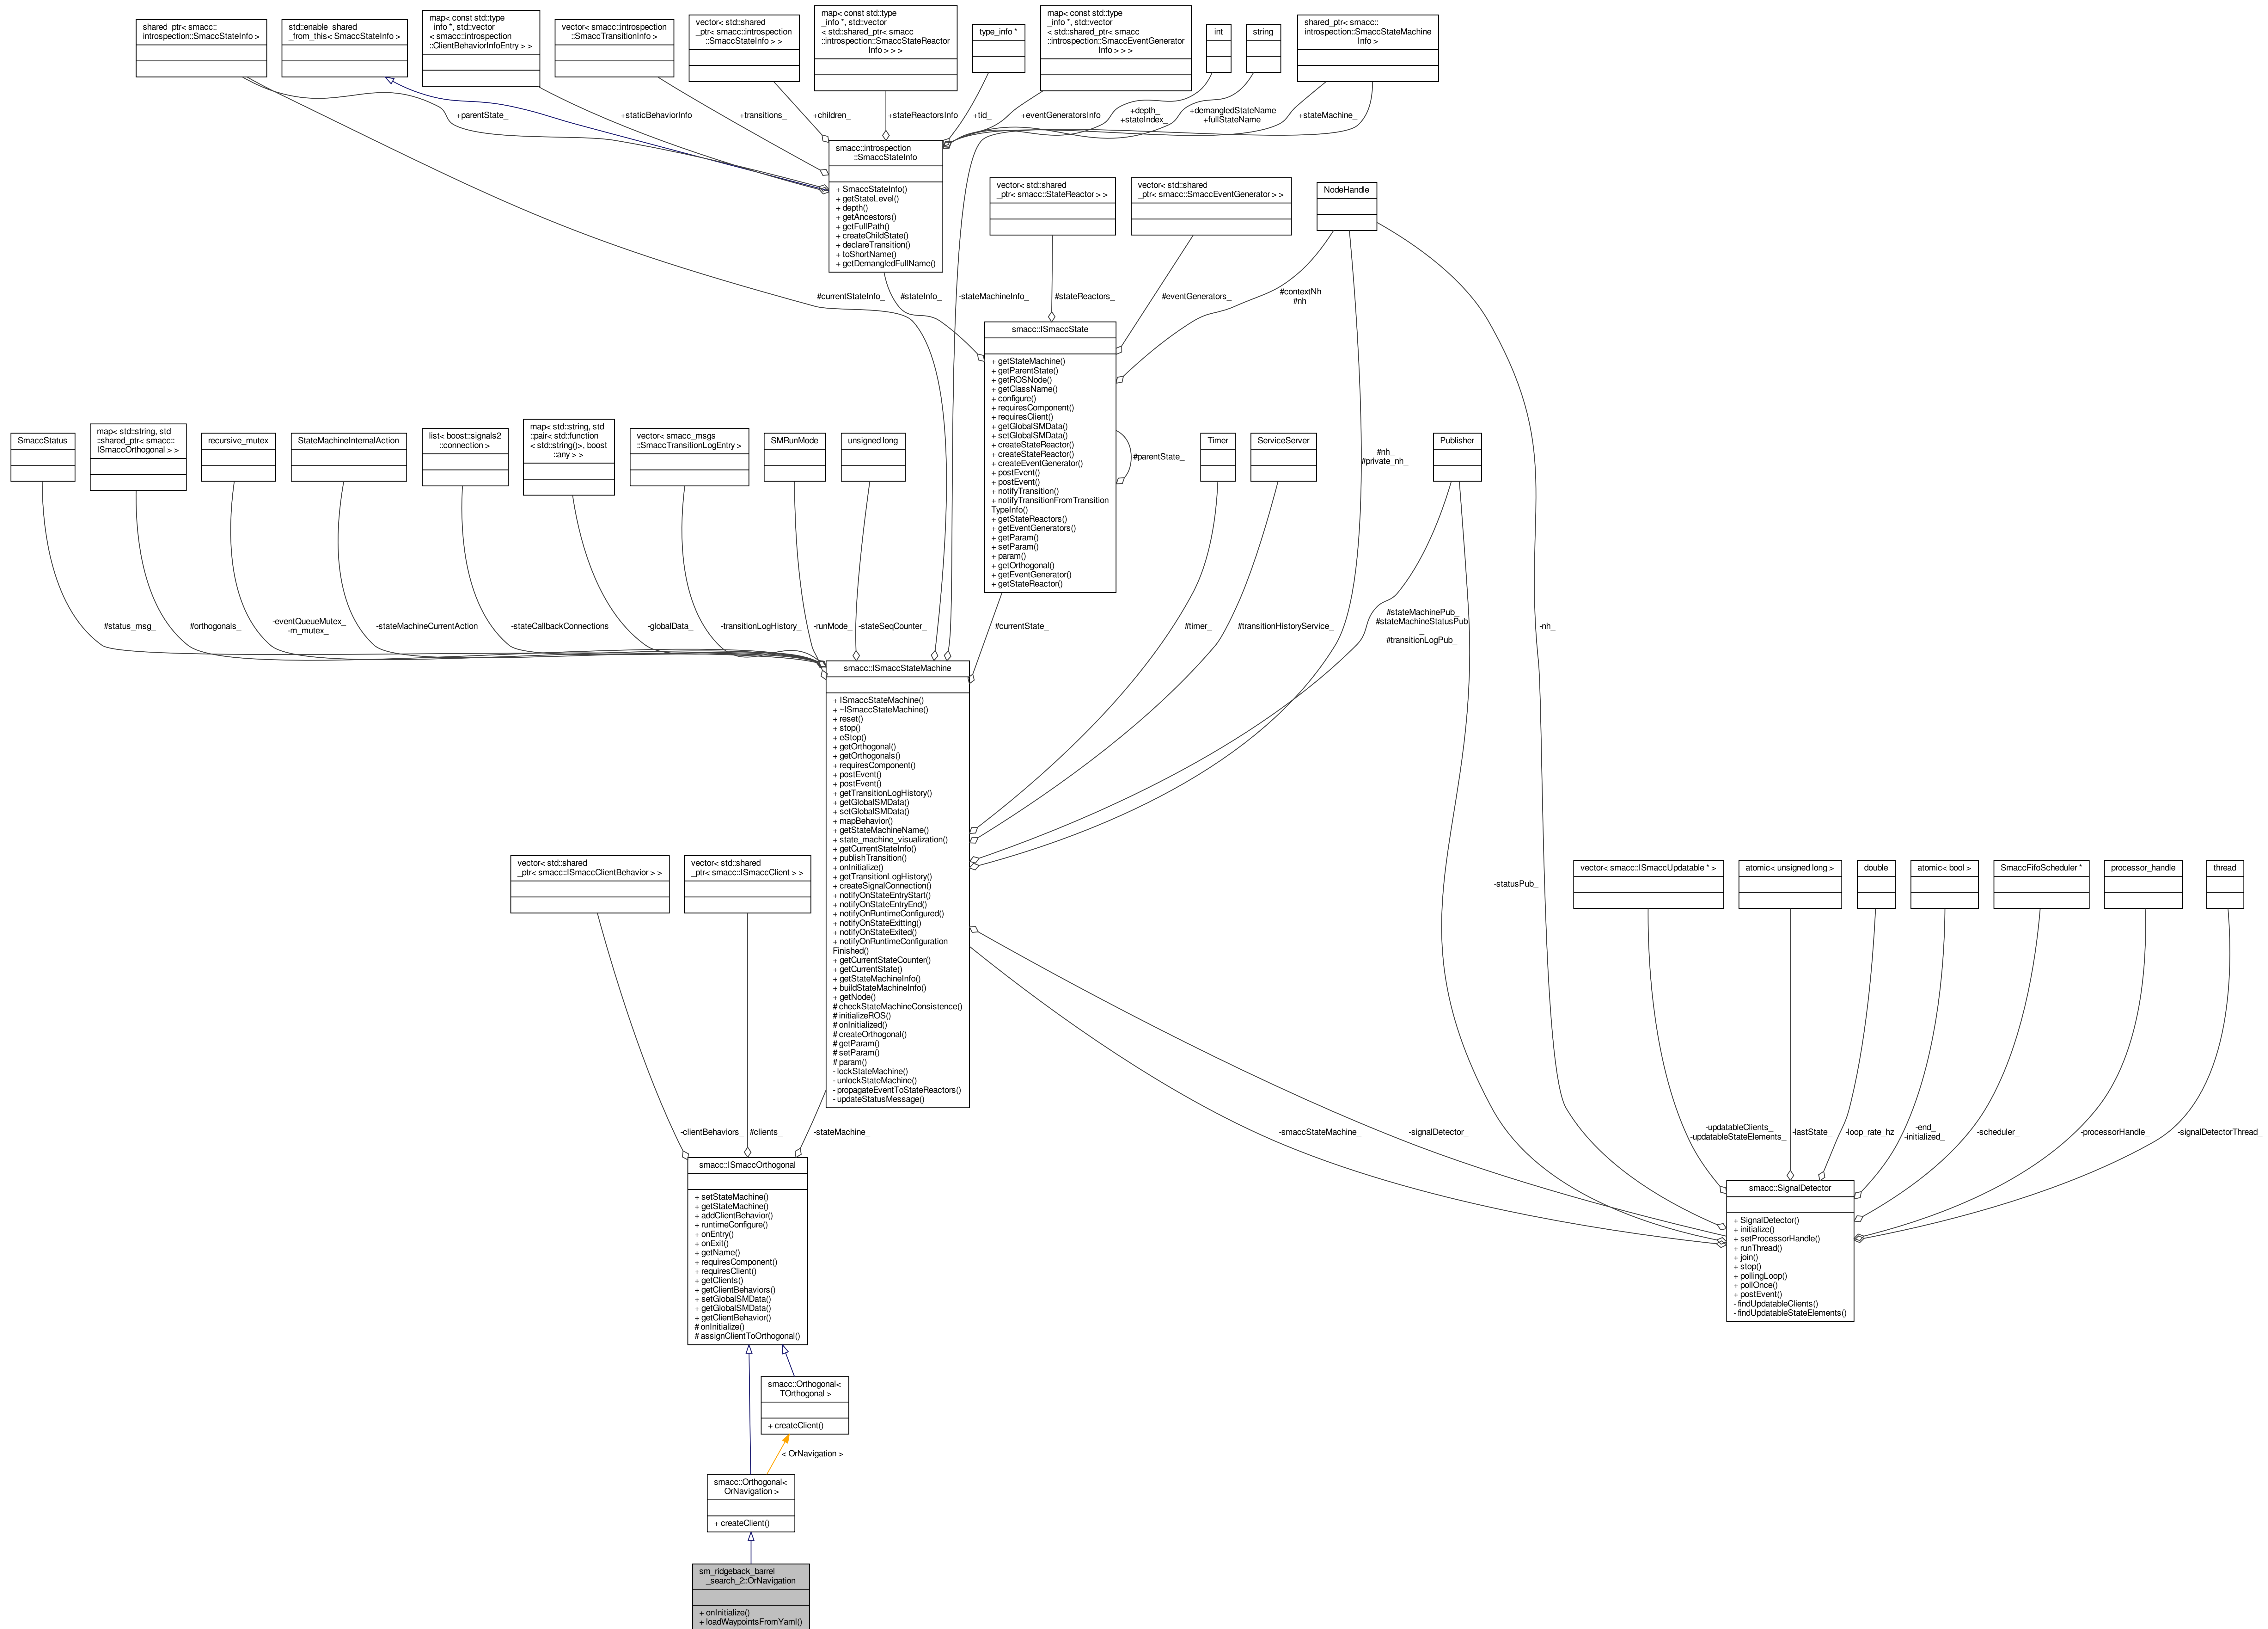 shared_ptr< smacc::
introspection::SmaccStateInfo >
std::enable_shared
_from_this< SmaccStateInfo >
map< const std::type
_info *, std::vector
< smacc::introspection
::ClientBehaviorInfoEntry > >
vector< smacc::introspection
::SmaccTransitionInfo >
vector< std::shared
_ptr< smacc::introspection
::SmaccStateInfo > >
map< const std::type
_info *, std::vector
< std::shared_ptr< smacc
::introspection::SmaccStateReactor
Info > > >
type_info *
map< const std::type
_info *, std::vector
< std::shared_ptr< smacc
::introspection::SmaccEventGenerator
Info > > >
int
string
shared_ptr< smacc::
introspection::SmaccStateMachine
Info >
+parentState_
+staticBehaviorInfo
+transitions_
+children_
+stateReactorsInfo
+tid_
+eventGeneratorsInfo
+depth_
+stateIndex_
+demangledStateName
+fullStateName
+stateMachine_
smacc::introspection
::SmaccStateInfo
+ SmaccStateInfo()
+ getStateLevel()
+ depth()
+ getAncestors()
+ getFullPath()
+ createChildState()
+ declareTransition()
+ toShortName()
+ getDemangledFullName()
vector< std::shared
_ptr< smacc::StateReactor > >
vector< std::shared
_ptr< smacc::SmaccEventGenerator > >
NodeHandle
#currentStateInfo_
#stateInfo_
-stateMachineInfo_
#stateReactors_
#eventGenerators_
#contextNh
#nh
smacc::ISmaccState
+ getStateMachine()
+ getParentState()
+ getROSNode()
+ getClassName()
+ configure()
+ requiresComponent()
+ requiresClient()
+ getGlobalSMData()
+ setGlobalSMData()
+ createStateReactor()
+ createStateReactor()
+ createEventGenerator()
+ postEvent()
+ postEvent()
+ notifyTransition()
+ notifyTransitionFromTransition
TypeInfo()
+ getStateReactors()
+ getEventGenerators()
+ getParam()
+ setParam()
+ param()
+ getOrthogonal()
+ getEventGenerator()
+ getStateReactor()
#parentState_
SmaccStatus
map< std::string, std
::shared_ptr< smacc::
ISmaccOrthogonal > >
recursive_mutex
StateMachineInternalAction
list< boost::signals2
::connection >
map< std::string, std
::pair< std::function
< std::string()>, boost
::any > >
vector< smacc_msgs
::SmaccTransitionLogEntry >
SMRunMode
unsigned long
Timer
ServiceServer
#nh_
#private_nh_
Publisher
#status_msg_
#orthogonals_
-eventQueueMutex_
-m_mutex_
-stateMachineCurrentAction
-stateCallbackConnections
-globalData_
-transitionLogHistory_
-runMode_
-stateSeqCounter_
#currentState_
#timer_
#transitionHistoryService_
#stateMachinePub_
#stateMachineStatusPub
_
#transitionLogPub_
-nh_
smacc::ISmaccStateMachine
+ ISmaccStateMachine()
+ ~ISmaccStateMachine()
+ reset()
+ stop()
+ eStop()
+ getOrthogonal()
+ getOrthogonals()
+ requiresComponent()
+ postEvent()
+ postEvent()
+ getTransitionLogHistory()
+ getGlobalSMData()
+ setGlobalSMData()
+ mapBehavior()
+ getStateMachineName()
+ state_machine_visualization()
+ getCurrentStateInfo()
+ publishTransition()
+ onInitialize()
+ getTransitionLogHistory()
+ createSignalConnection()
+ notifyOnStateEntryStart()
+ notifyOnStateEntryEnd()
+ notifyOnRuntimeConfigured()
+ notifyOnStateExitting()
+ notifyOnStateExited()
+ notifyOnRuntimeConfiguration
Finished()
+ getCurrentStateCounter()
+ getCurrentState()
+ getStateMachineInfo()
+ buildStateMachineInfo()
+ getNode()
# checkStateMachineConsistence()
# initializeROS()
# onInitialized()
# createOrthogonal()
# getParam()
# setParam()
# param()
- lockStateMachine()
- unlockStateMachine()
- propagateEventToStateReactors()
- updateStatusMessage()
vector< std::shared
_ptr< smacc::ISmaccClientBehavior > >
vector< std::shared
_ptr< smacc::ISmaccClient > >
-statusPub_
vector< smacc::ISmaccUpdatable * >
atomic< unsigned long >
double
atomic< bool >
SmaccFifoScheduler *
processor_handle
thread
-clientBehaviors_
#clients_
-stateMachine_
-smaccStateMachine_
-signalDetector_
-updatableClients_
-updatableStateElements_
-lastState_
-loop_rate_hz
-end_
-initialized_
-scheduler_
-processorHandle_
-signalDetectorThread_
smacc::ISmaccOrthogonal
+ setStateMachine()
+ getStateMachine()
+ addClientBehavior()
+ runtimeConfigure()
+ onEntry()
+ onExit()
+ getName()
+ requiresComponent()
+ requiresClient()
+ getClients()
+ getClientBehaviors()
+ setGlobalSMData()
+ getGlobalSMData()
+ getClientBehavior()
# onInitialize()
# assignClientToOrthogonal()
smacc::SignalDetector
+ SignalDetector()
+ initialize()
+ setProcessorHandle()
+ runThread()
+ join()
+ stop()
+ pollingLoop()
+ pollOnce()
+ postEvent()
- findUpdatableClients()
- findUpdatableStateElements()
smacc::Orthogonal<
TOrthogonal >
+ createClient()
< OrNavigation >
smacc::Orthogonal<
OrNavigation >
+ createClient()
sm_ridgeback_barrel
_search_2::OrNavigation
+ onInitialize()
+ loadWaypointsFromYaml()